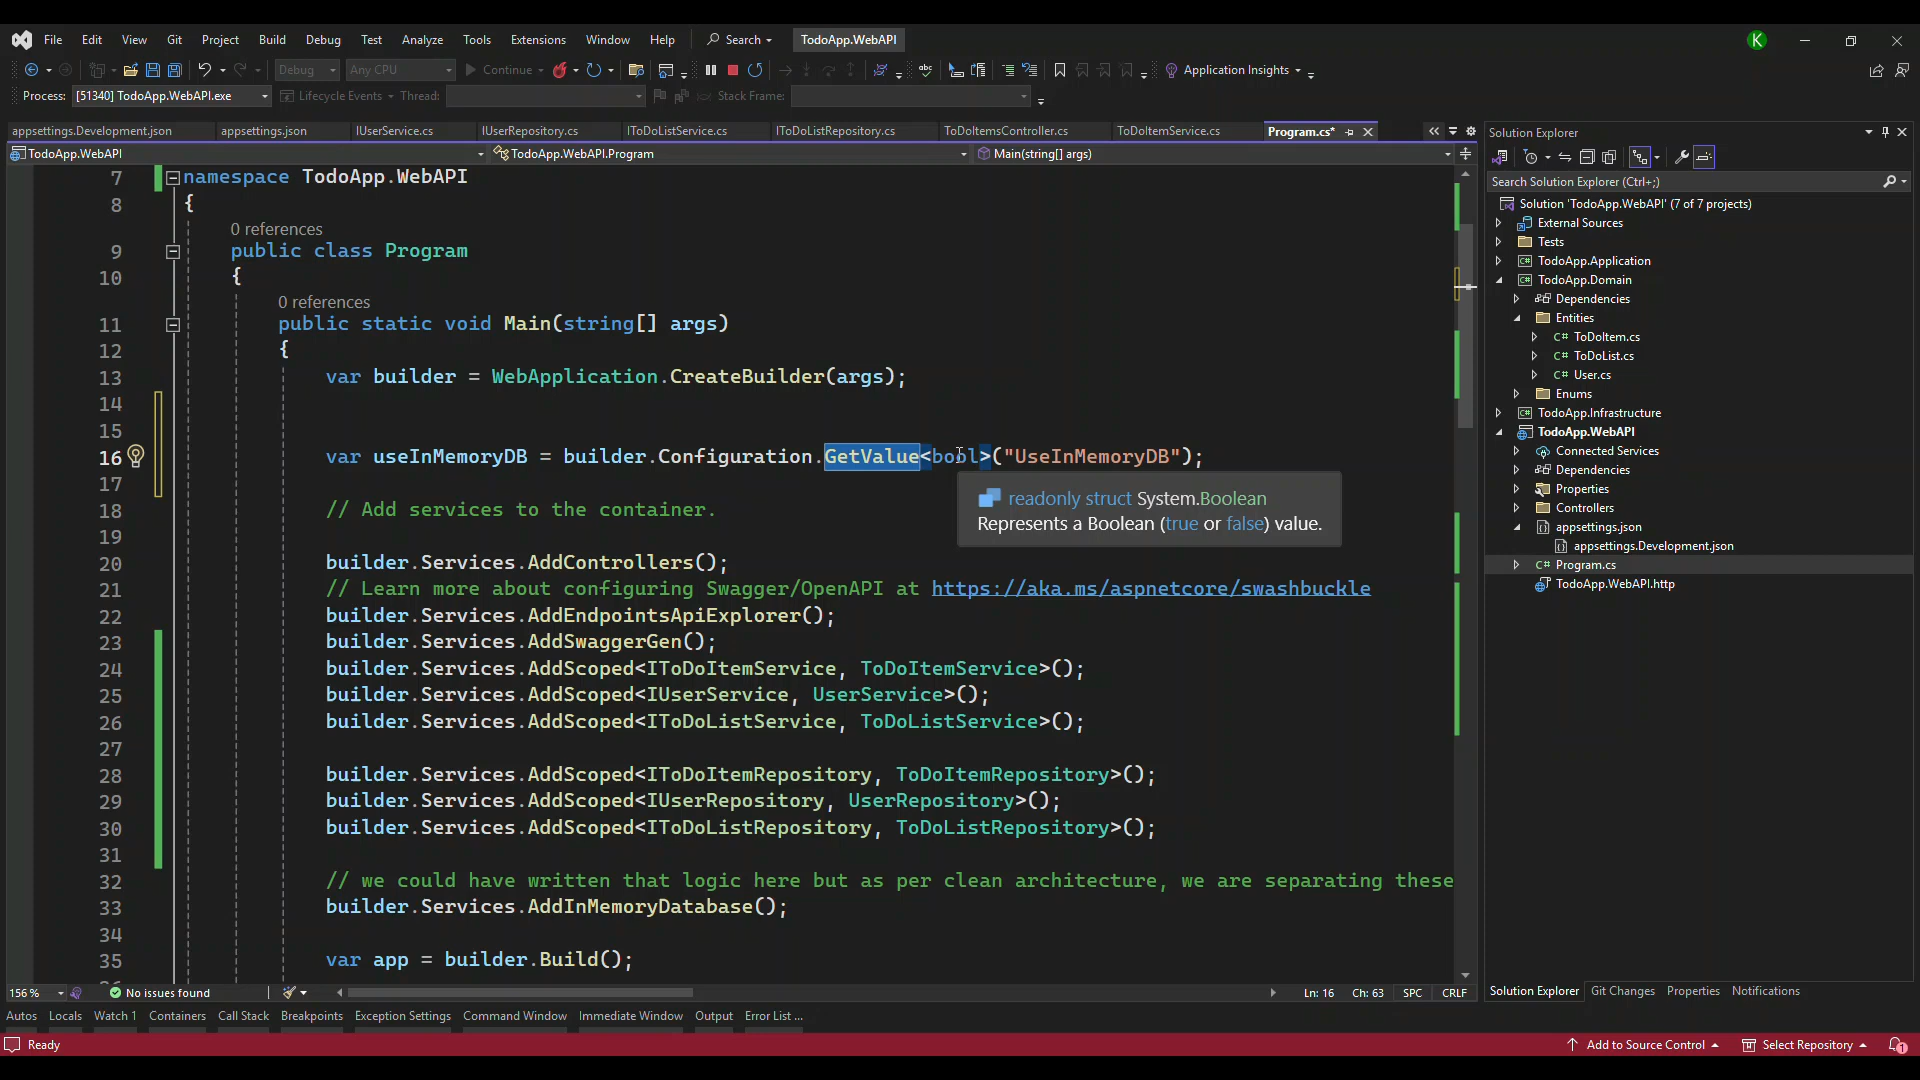 File Edit View Git Project Build Debug Test Analyze Tools Extensions Window Help Search TodoApp.WebAPI K
Debug Any CPU Continue Application Insights
Process: [51340] TodoApp.WebAPI.exe Lifecycle Events Thread: Stack Frame:
appsettings.Development.json appsettings.json IUserService.cs IUserRepository.cs IToDoListService.cs IToDoListRepository.cs ToDoItemsController.cs ToDoItemService.cs Program.cs*
TodoApp.WebAPI TodoApp.WebAPI.Program Main(string[] args)
7 namespace TodoApp.WebAPI
8 {
0 references
9 public class Program
10 {
0 references
11 public static void Main(string[] args)
12 {
13 var builder = WebApplication.CreateBuilder(args);
14
15
16 var useInMemoryDB = builder.Configuration.GetValue<bool>("UseInMemoryDB");
17
readonly struct System.Boolean
Represents a Boolean (true or false) value.
18 // Add services to the container.
19
20 builder.Services.AddControllers();
21 // Learn more about configuring Swagger/OpenAPI at https://aka.ms/aspnetcore/swashbuckle
22 builder.Services.AddEndpointsApiExplorer();
23 builder.Services.AddSwaggerGen();
24 builder.Services.AddScoped<IToDoItemService, ToDoItemService>();
25 builder.Services.AddScoped<IUserService, UserService>();
26 builder.Services.AddScoped<IToDoListService, ToDoListService>();
27
28 builder.Services.AddScoped<IToDoItemRepository, ToDoItemRepository>();
29 builder.Services.AddScoped<IUserRepository, UserRepository>();
30 builder.Services.AddScoped<IToDoListRepository, ToDoListRepository>();
31
32 // we could have written that logic here but as per clean architecture, we are separating these
33 builder.Services.AddInMemoryDatabase();
34
35 var app = builder.Build();
156 % No issues found Ln: 16 Ch: 63 SPC CRLF
Solution Explorer
Search Solution Explorer (Ctrl+;)
Solution 'TodoApp.WebAPI' (7 of 7 projects)
External Sources
Tests
C# TodoApp.Application
C# TodoApp.Domain
Dependencies
Entities
C# ToDoItem.cs
C# ToDoList.cs
C# User.cs
Enums
C# TodoApp.Infrastructure
TodoApp.WebAPI
Connected Services
Dependencies
Properties
Controllers
appsettings.json
appsettings.Development.json
C# Program.cs
TodoApp.WebAPI.http
Solution Explorer Git Changes Properties Notifications
Autos Locals Watch 1 Containers Call Stack Breakpoints Exception Settings Command Window Immediate Window Output Error List ...
Ready Add to Source Control Select Repository 1